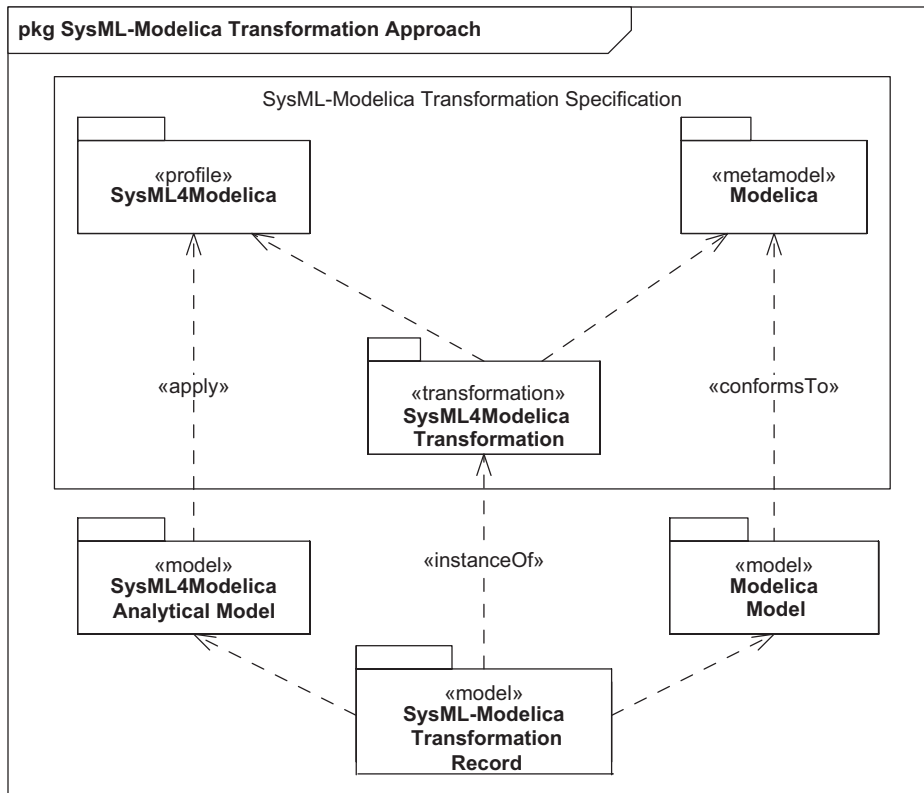 pkg SysML-Modelica Transformation Approach
SysML-Modelica Transformation Specification
«profile»
SysML4Modelica
«metamodel»
Modelica
«apply»
«transformation»
SysML4Modelica
Transformation
«conformsTo»
«model»
SysML4Modelica
Analytical Model
«instanceOf»
«model»
Modelica
Model
«model»
SysML-Modelica
Transformation
Record